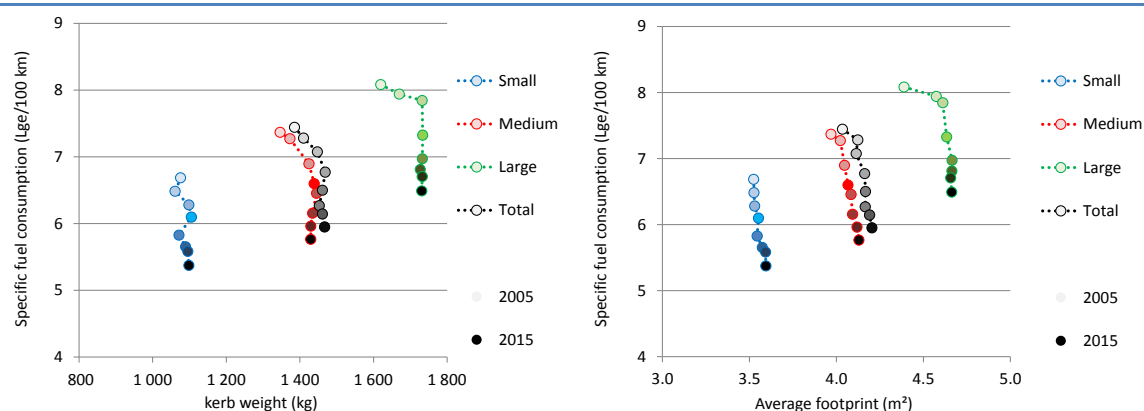 Specific fuel consumption (Lge/100 km)
9
8
7
6
5
4
800
1 000
1 200
1 400
1 600
1 800
kerb weight (kg)
Small
Medium
Large
Total
2005
2015
Specific fuel consumption (Lge/100 km)
9
8
7
6
5
4
3.0
3.5
4.0
4.5
5.0
Average footprint (m²)
Small
Medium
Large
Total
2005
2015